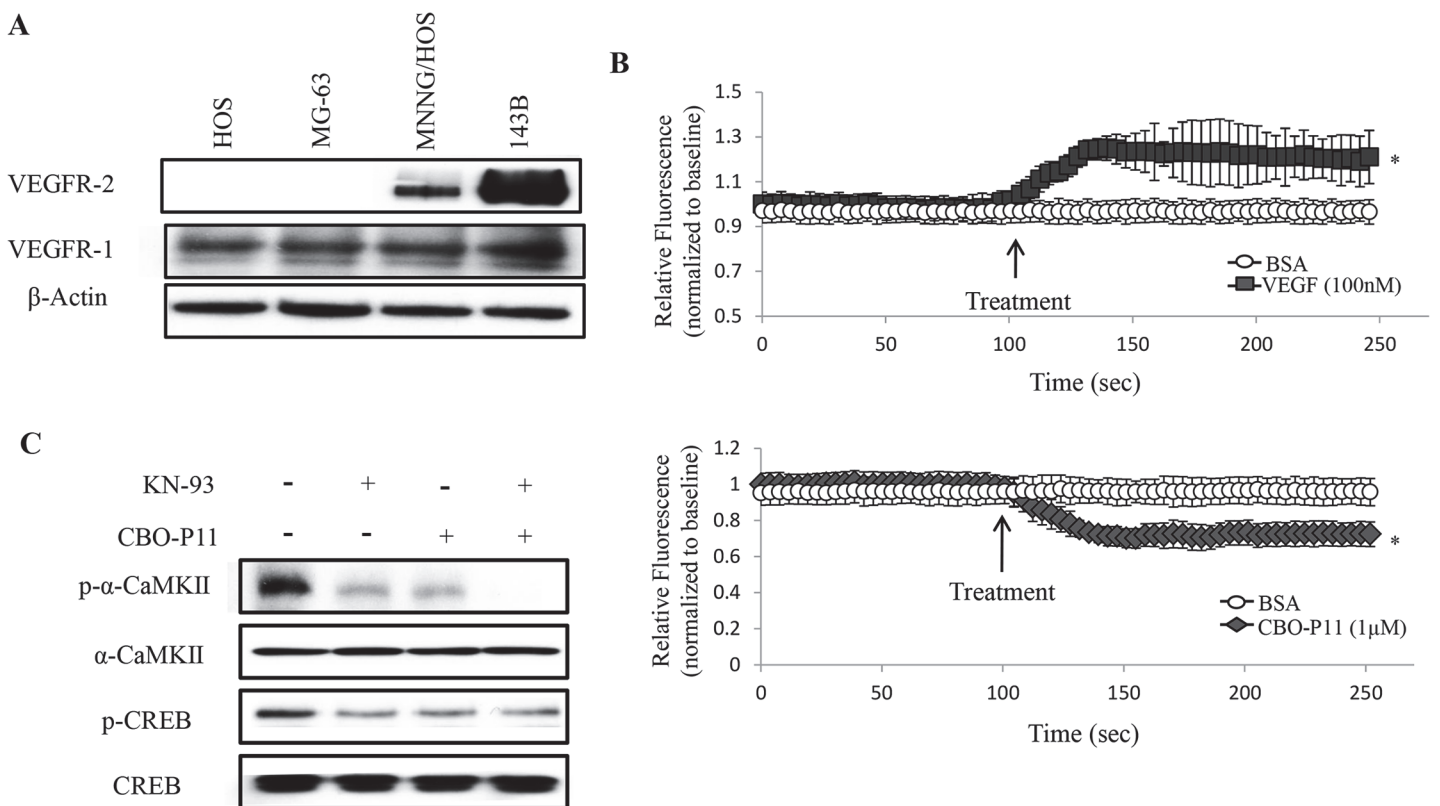 A
HOS
MG-63
MNNG/HOS
143B
VEGFR-2
VEGFR-1
β-Actin
B
Relative Fluorescence
(normalized to baseline)
1.5
1.3
1.1
0.9
0.7
0.5
*
BSA
VEGF (100nM)
Treatment
0 50 100 150 200 250
Time (sec)
C
KN-93 - + - +
CBO-P11 - - + +
p-α-CaMKII
α-CaMKII
p-CREB
CREB
Relative Fluorescence
(normalized to baseline)
1.2
1
0.8
0.6
0.4
0.2
0
*
Treatment
BSA
CBO-P11 (1μM)
0 50 100 150 200 250
Time (sec)